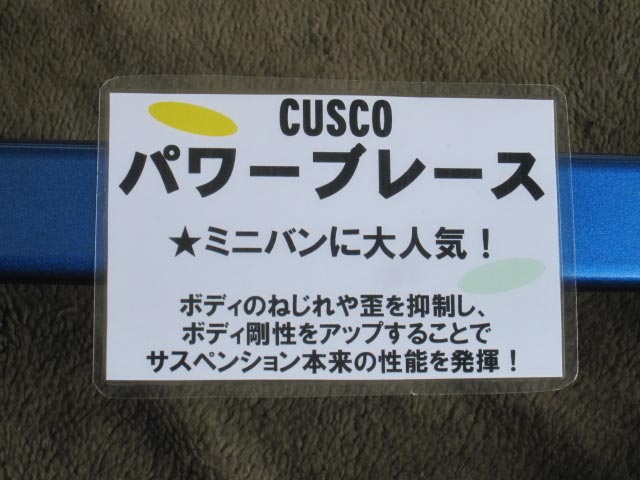 CUSCO
パワーブレース
★ミニバンに大人気！
ボディのねじれや歪を抑制し、
ボディ剛性をアップすることで
サスペンション本来の性能を発揮！